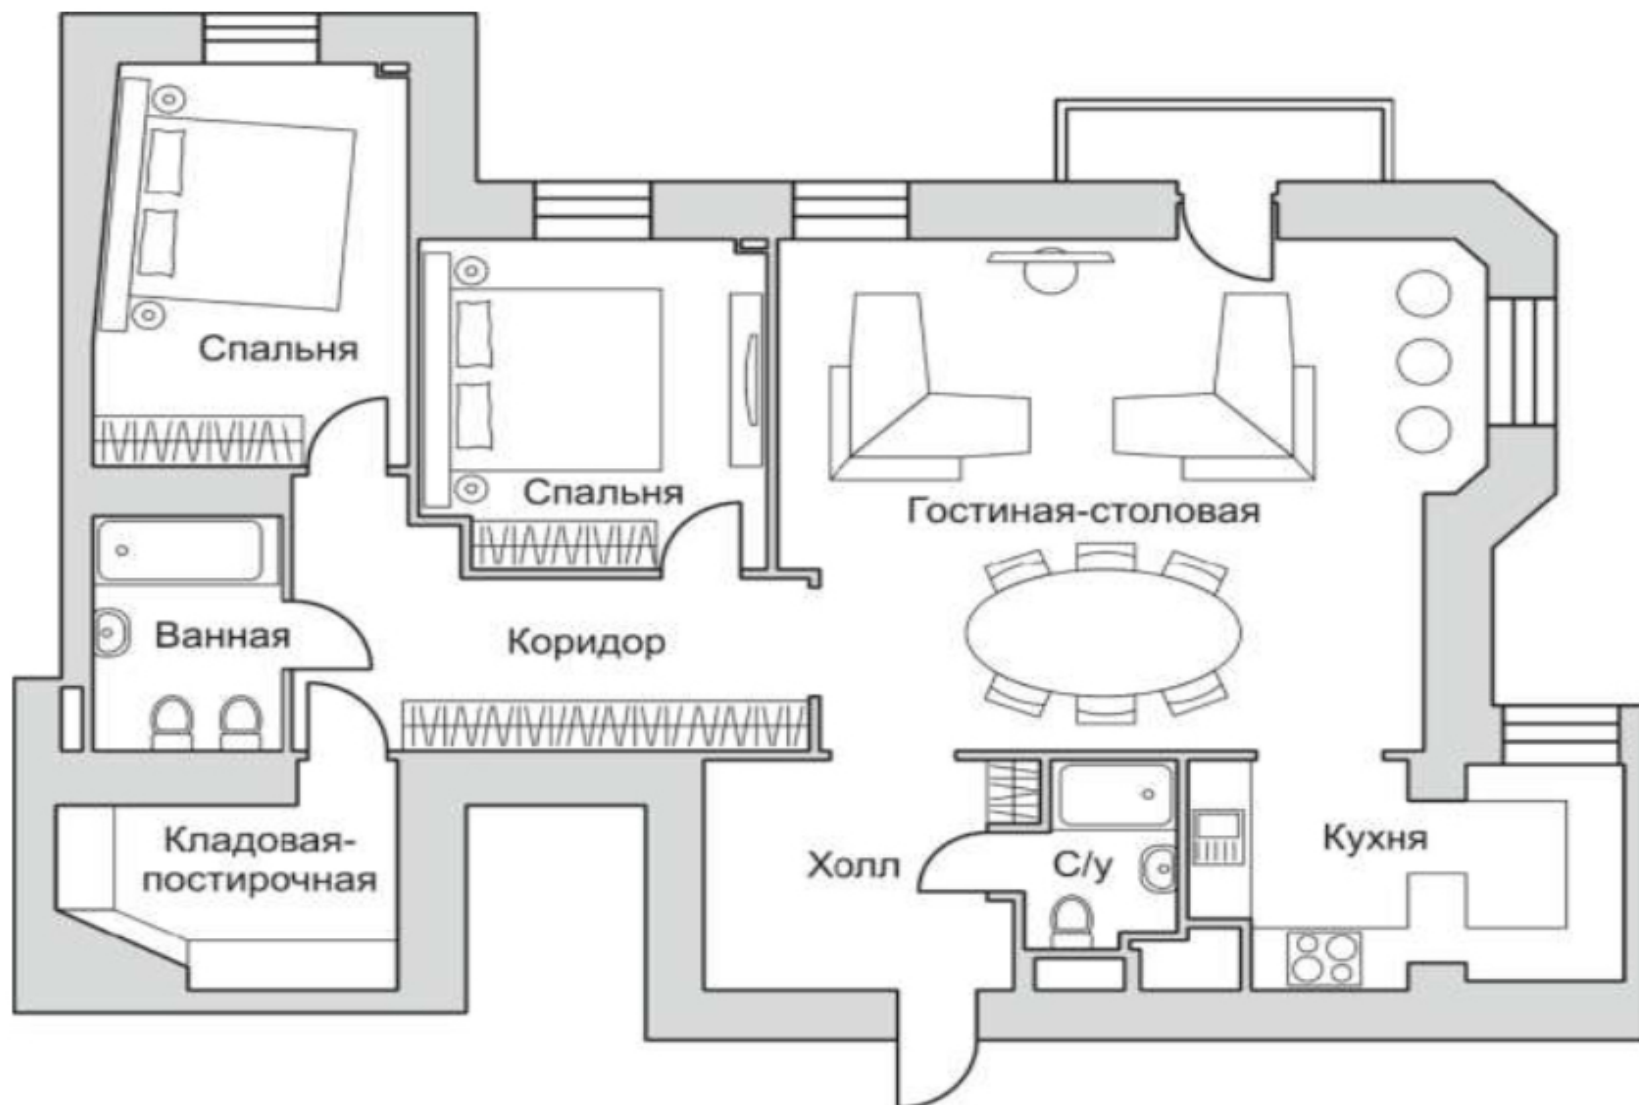 Спальня
Спальня
Гостиная-столовая
Ванная
Коридор
Кладовая-
постирочная
Холл
С/у
Кухня